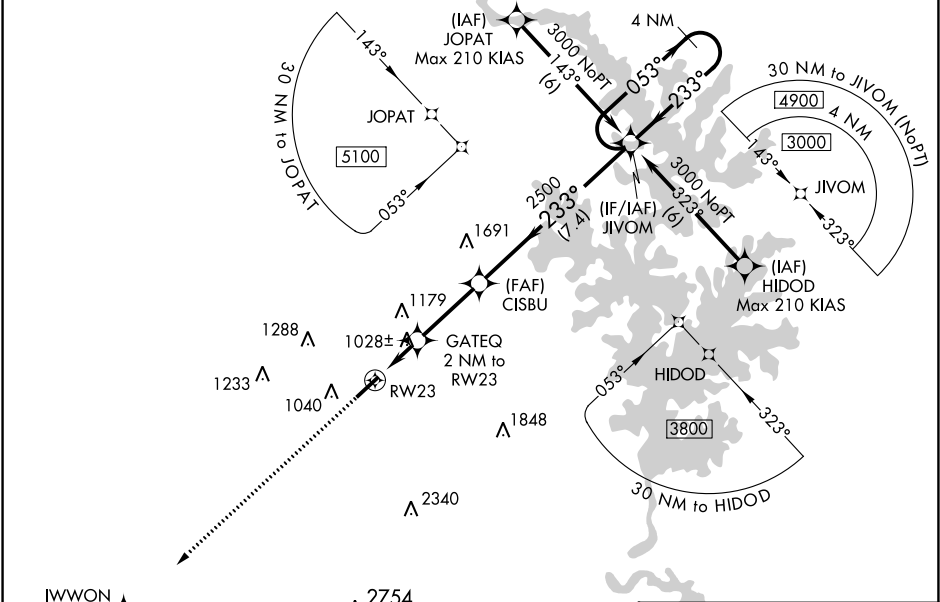 (IAF)
JOPAT
Max 210 KIAS
4 NM
3000 NoPT
143°
(6)
053°
233°
143°
30 NM to JOPAT
JOPAT
5100
053°
30 NM to JIVOM (NoPT)
4900
4 NM
3000
143°
JIVOM
323°
3000 NoPT
323°
(6)
2500
233°
(7.4)
(IF/IAF)
JIVOM
1691
(FAF)
CISBU
(IAF)
HIDOD
Max 210 KIAS
1179
1288
1028±
GATEQ
2 NM to
RW23
1233
RW23
1040
HIDOD
053°
323°
3800
30 NM to HIDOD
1848
2340
IWWON
2754